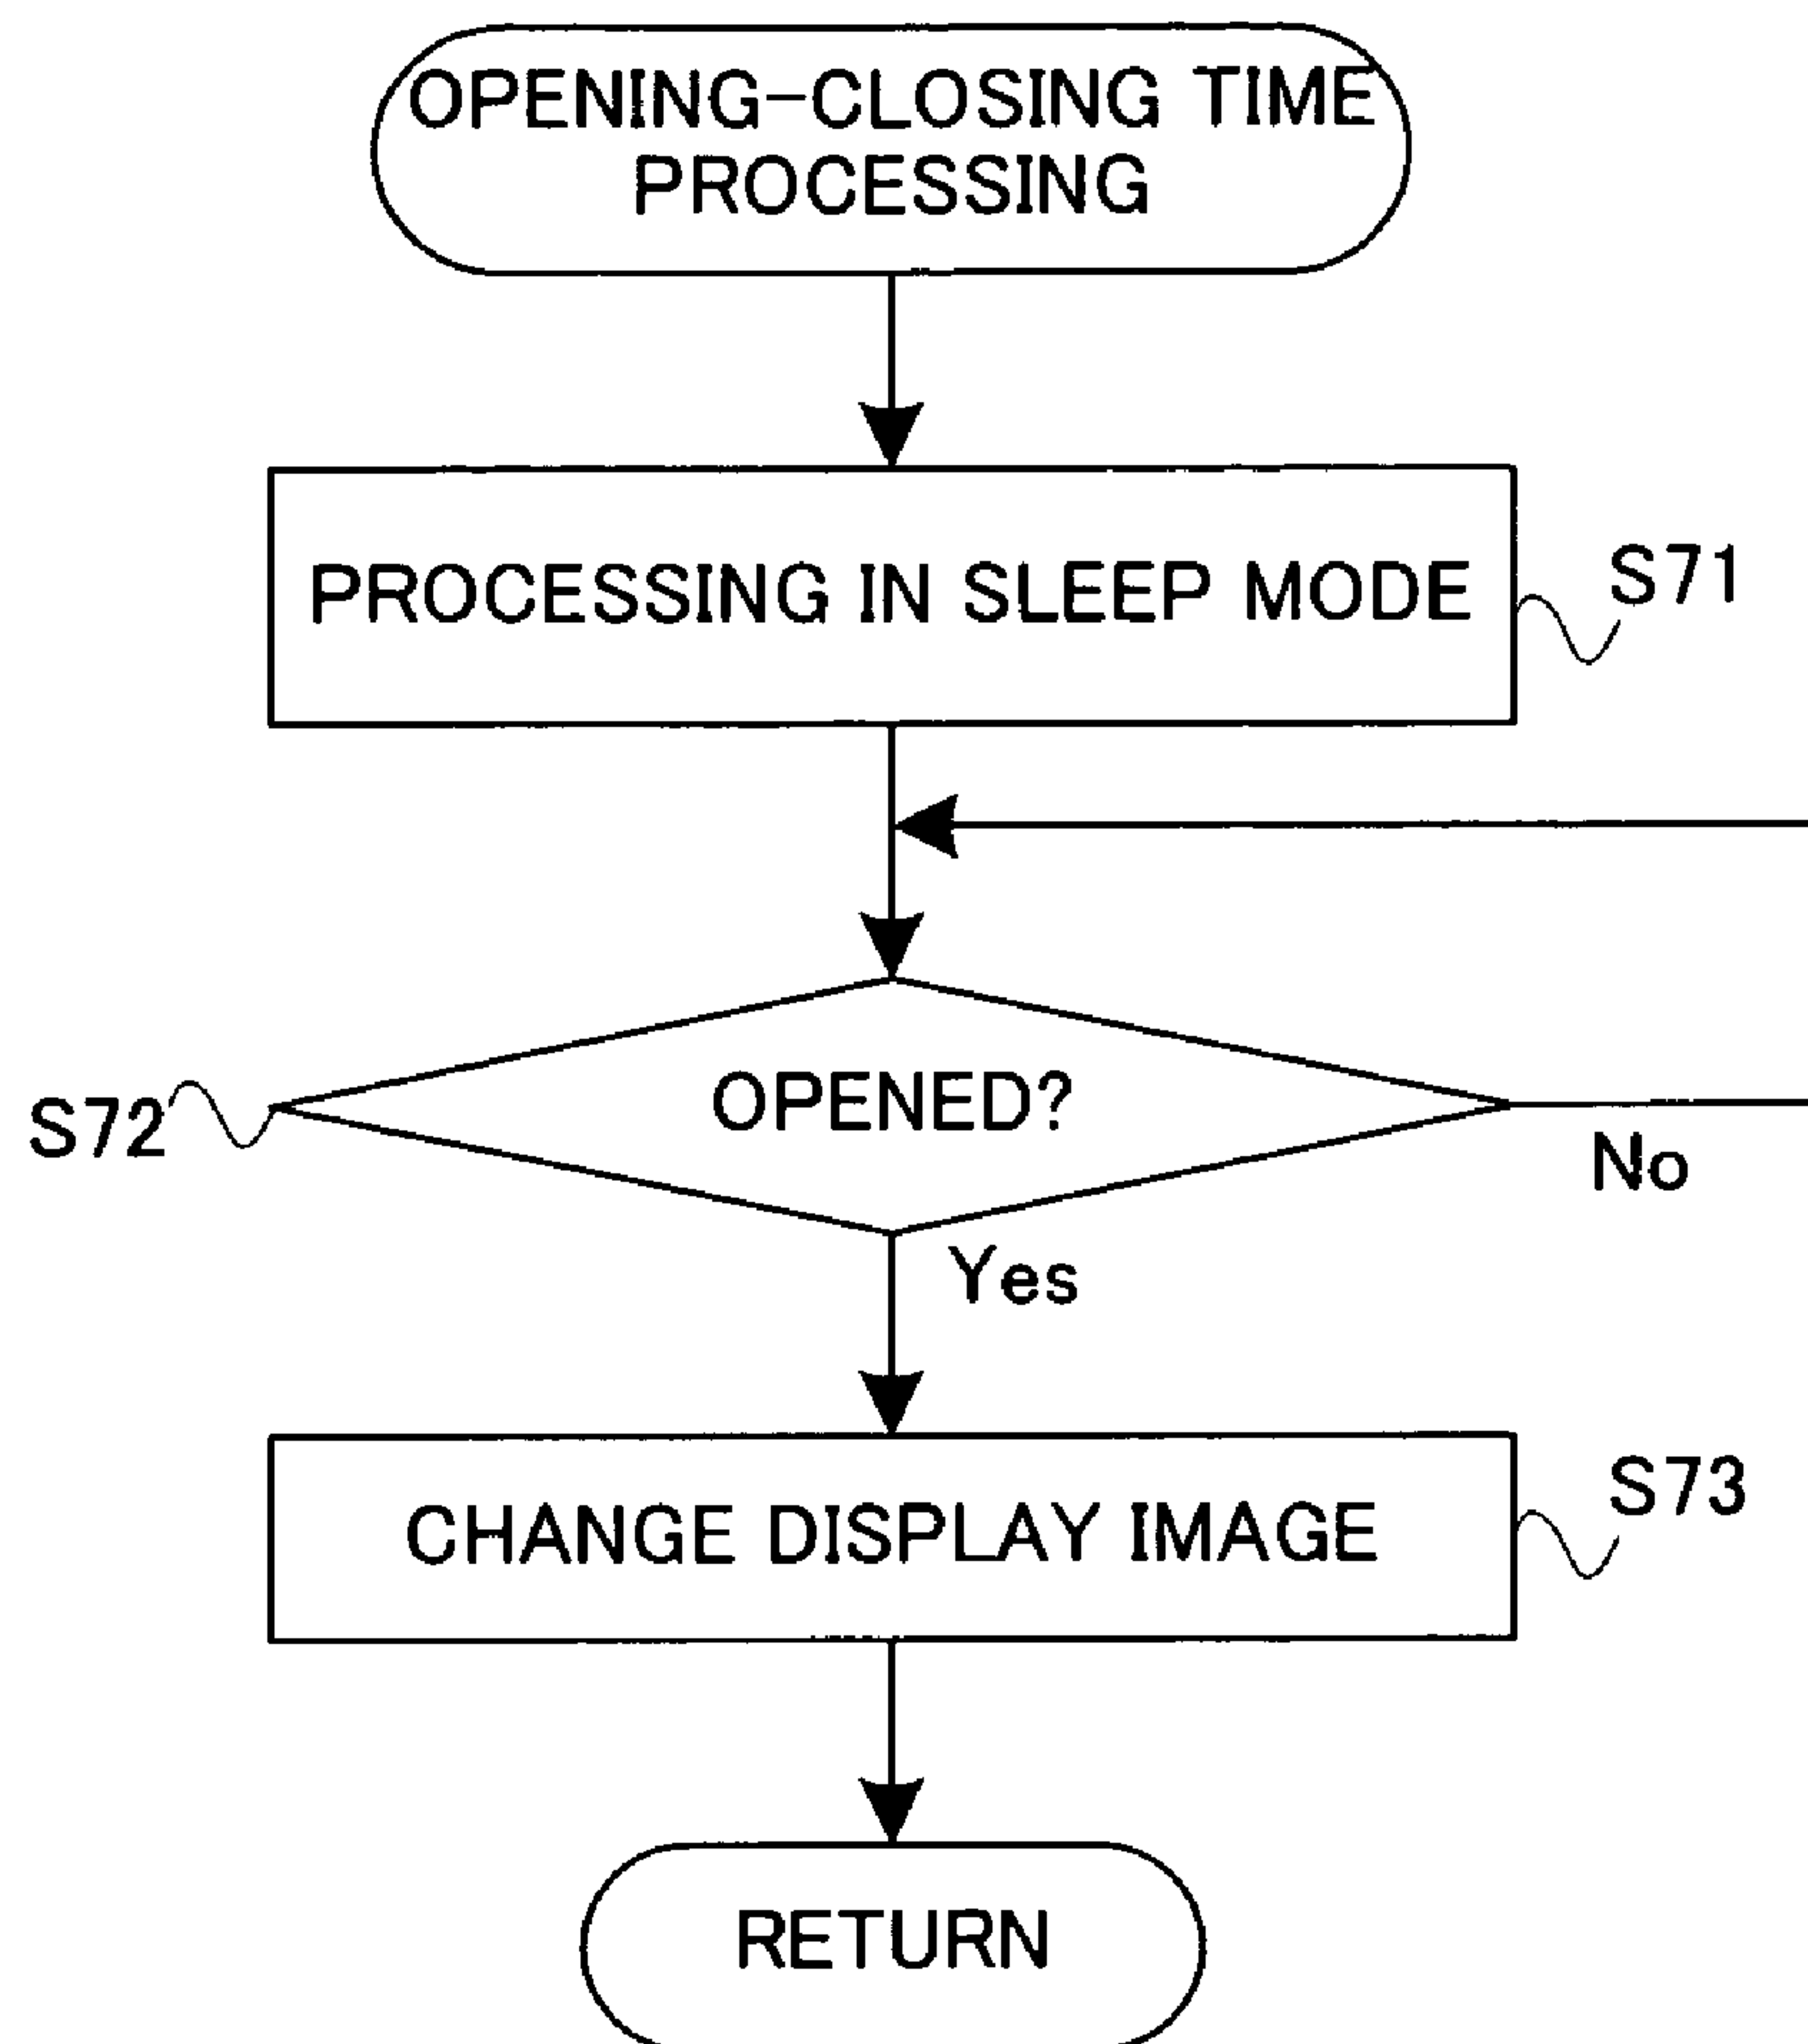 OPENING-CLOSING TIME
PROCESSING
PROCESSING IN SLEEP MODE
S71
OPENED?
S72
No
Yes
CHANGE DISPLAY IMAGE
S73
RETURN